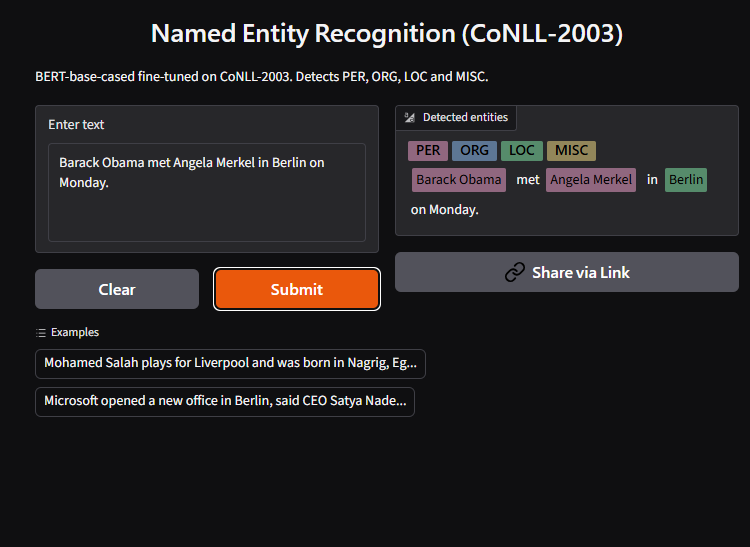 Named Entity Recognition (CoNLL-2003)
BERT-base-cased fine-tuned on CoNLL-2003. Detects PER, ORG, LOC and MISC.
Enter text
Barack Obama met Angela Merkel in Berlin on
Monday.
Clear
Submit
Examples
Mohamed Salah plays for Liverpool and was born in Nagrig, Eg...
Microsoft opened a new office in Berlin, said CEO Satya Nade...
Detected entities
PER ORG LOC MISC
Barack Obama met Angela Merkel in Berlin
on Monday.
Share via Link